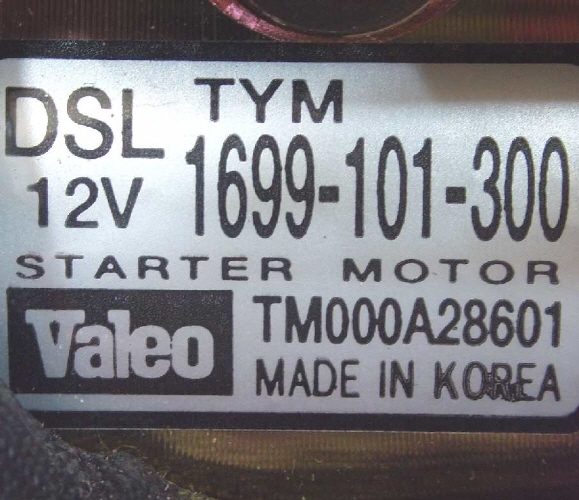 DSL TYM
12V 1699-101-300
STARTER MOTOR
Valeo TM000A28601
MADE IN KOREA